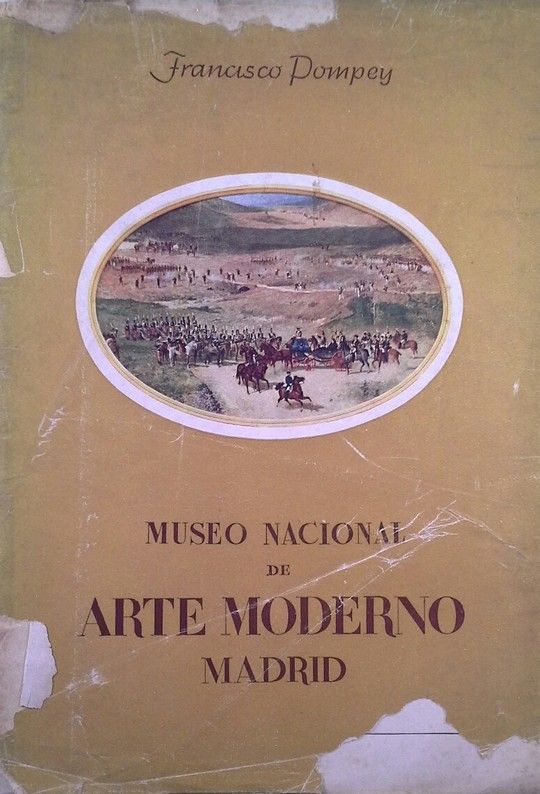 Francisco Pompey
MUSEO NACIONAL
DE
ARTE MODERNO
MADRID